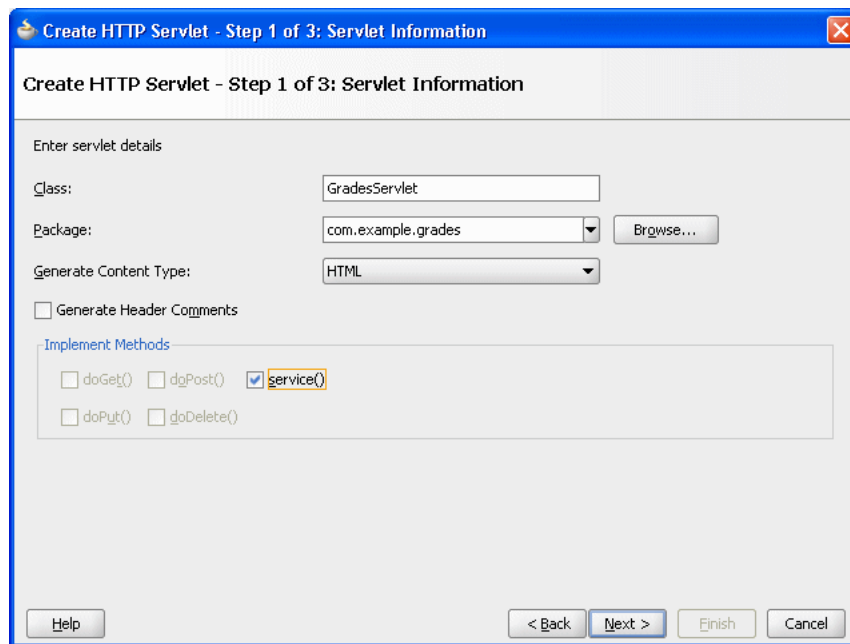 Create HTTP Servlet - Step 1 of 3: Servlet Information
Create HTTP Servlet - Step 1 of 3: Servlet Information
Enter servlet details
Class: GradesServlet
Package: com.example.grades Browse...
Generate Content Type: HTML
Generate Header Comments
Implement Methods
doGet() doPost() service()
doPut() doDelete()
Help < Back Next > Finish Cancel